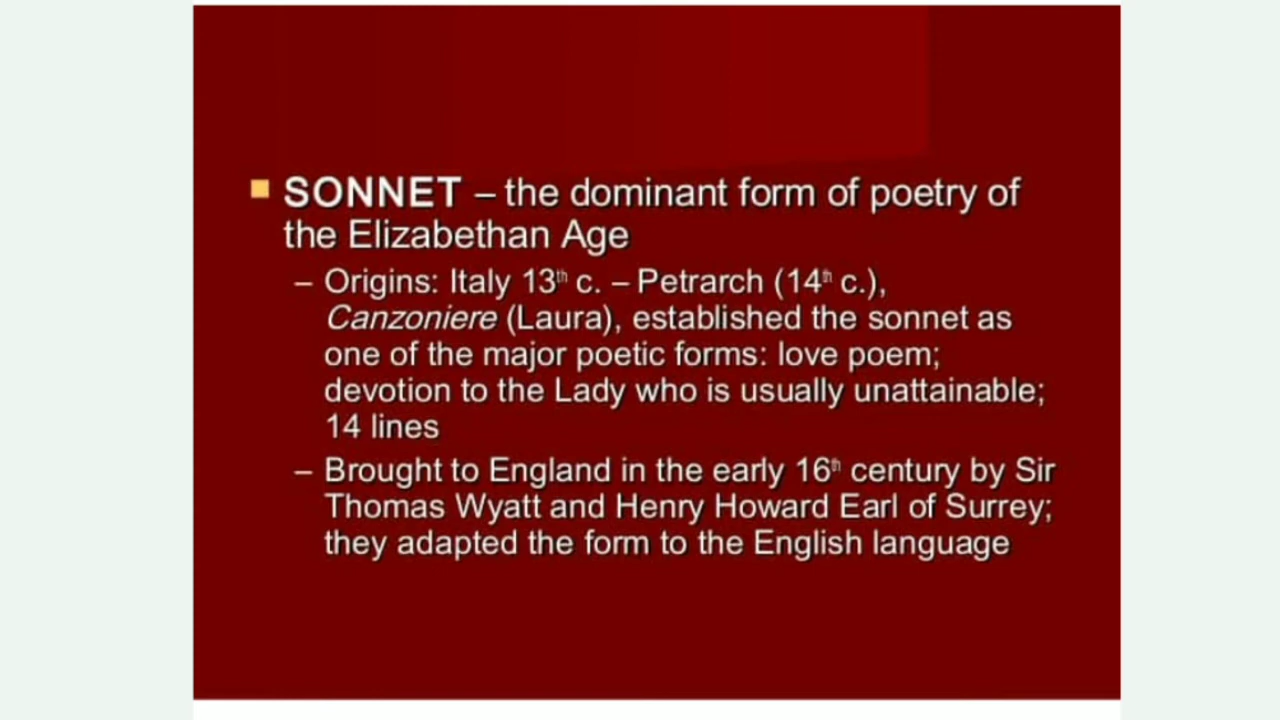 SONNET – the dominant form of poetry of
the Elizabethan Age
– Origins: Italy 13th c. – Petrarch (14th c.),
Canzoniere (Laura), established the sonnet as
one of the major poetic forms: love poem;
devotion to the Lady who is usually unattainable;
14 lines
– Brought to England in the early 16th century by Sir
Thomas Wyatt and Henry Howard Earl of Surrey;
they adapted the form to the English language